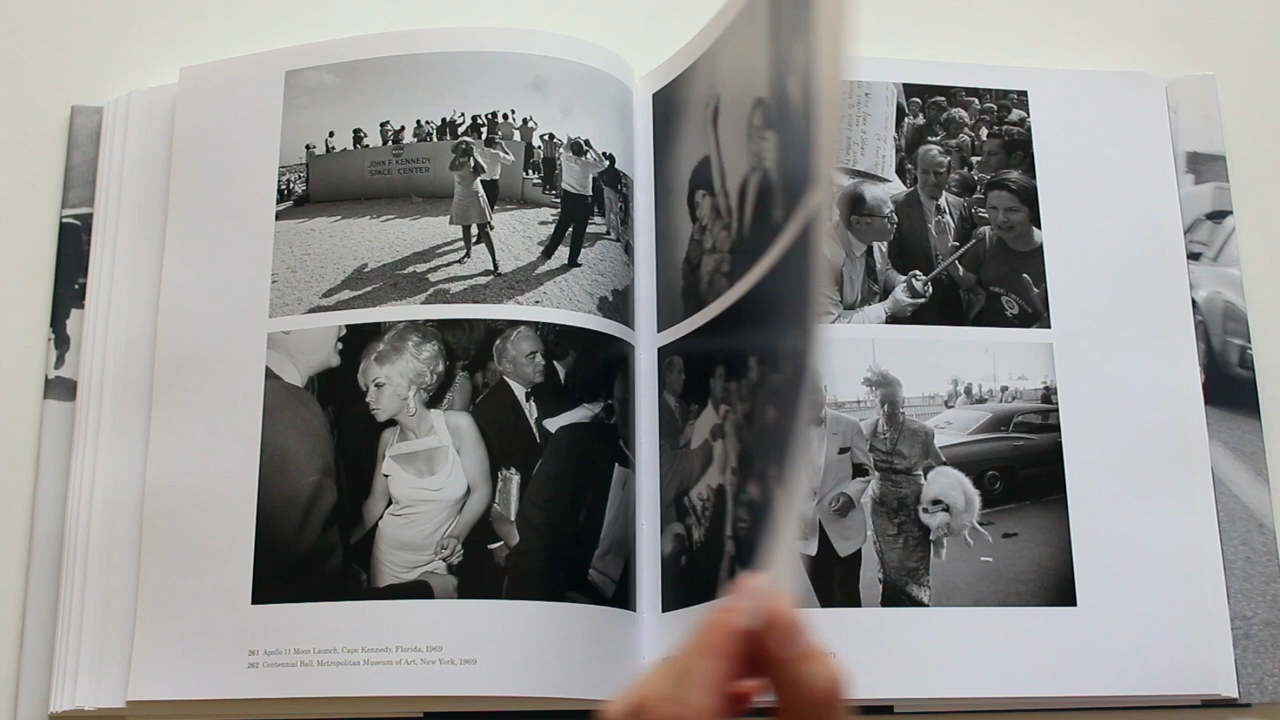 JOHN F. KENNEDY
SPACE CENTER
261 Apollo 11 Moon Launch, Cape Kennedy, Florida, 1969
262 Centennial Ball, Metropolitan Museum of Art, New York, 1969